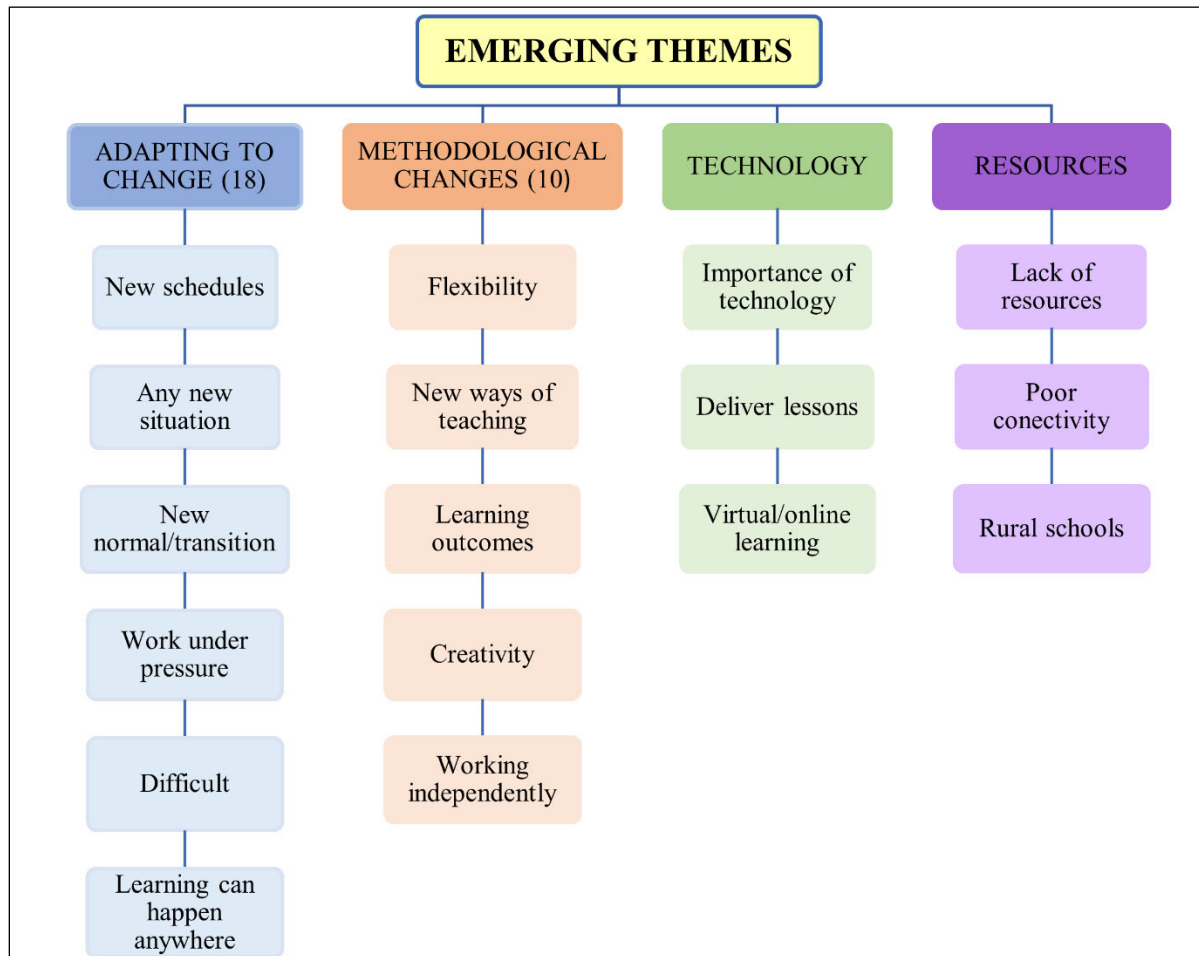 EMERGING THEMES
ADAPTING TO
CHANGE (18)
New schedules
Any new
situation
New
normal/transition
Work under
pressure
Difficult
Learning can
happen
anywhere
METHODOLOGICAL
CHANGES (10)
Flexibility
New ways of
teaching
Learning
outcomes
Creativity
Working
independently
TECHNOLOGY
Importance of
technology
Deliver lessons
Virtual/online
learning
RESOURCES
Lack of
resources
Poor
conectivity
Rural schools